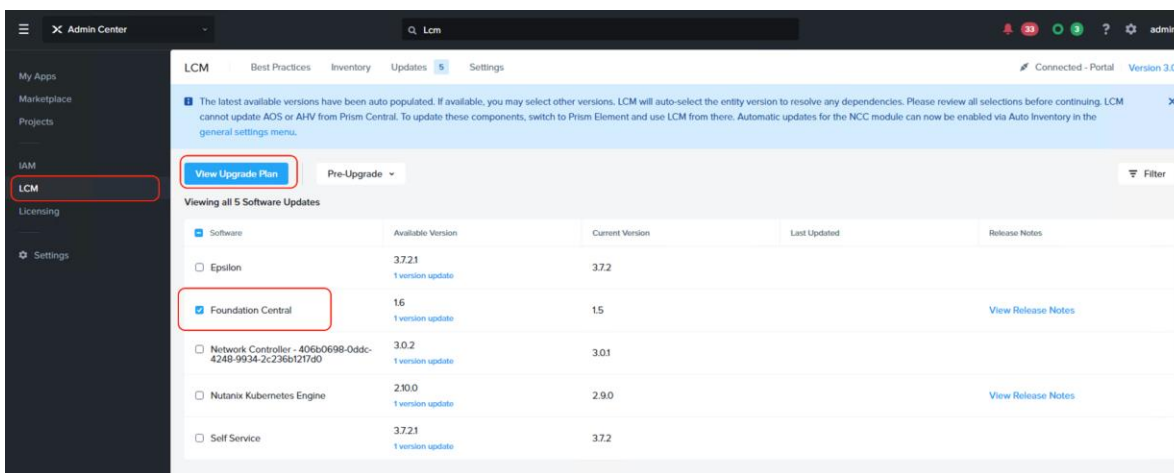 Admin Center
Lcm
33
3
?
admin
My Apps
Marketplace
Projects
IAM
LCM
Licensing
Settings
LCM
Best Practices
Inventory
Updates 5
Settings
Connected - Portal
Version 3.0
The latest available versions have been auto populated. If available, you may select other versions. LCM will auto-select the entity version to resolve any dependencies. Please review all selections before continuing. LCM
cannot update AOS or AHV from Prism Central. To update these components, switch to Prism Element and use LCM from there. Automatic updates for the NCC module can now be enabled via Auto Inventory in the
general settings menu.
View Upgrade Plan
Pre-Upgrade
Filter
Viewing all 5 Software Updates
Software
Available Version
Current Version
Last Updated
Release Notes
Epsilon
3.7.2.1
1 version update
3.7.2
Foundation Central
1.6
1 version update
1.5
View Release Notes
Network Controller - 406b0698-0ddc-
4248-9934-2c236b1217d0
3.0.2
1 version update
3.0.1
Nutanix Kubernetes Engine
2.10.0
1 version update
2.9.0
View Release Notes
Self Service
3.7.2.1
1 version update
3.7.2